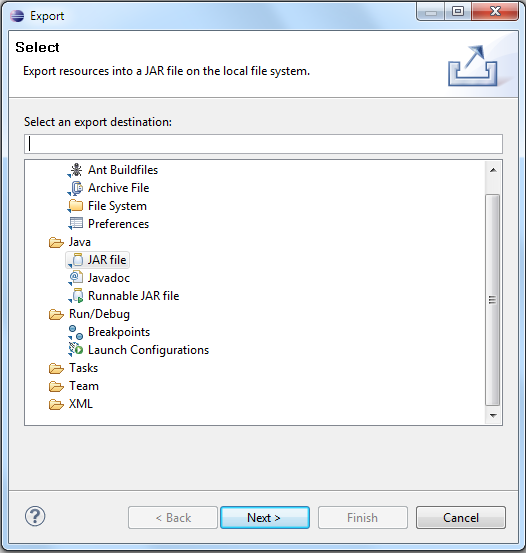 Export
Select
Export resources into a JAR file on the local file system.
Select an export destination:
Ant Buildfiles
Archive File
File System
Preferences
Java
JAR file
Javadoc
Runnable JAR file
Run/Debug
Breakpoints
Launch Configurations
Tasks
Team
XML
? < Back Next > Finish Cancel